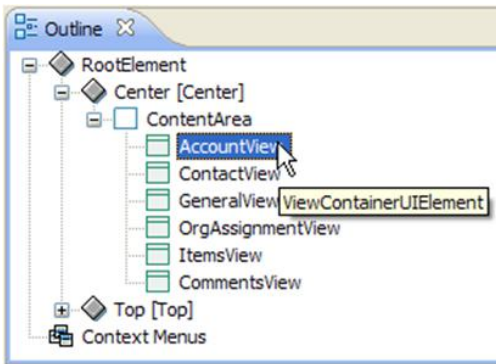 Outline
RootElement
Center [Center]
ContentArea
AccountView
ContactView
GeneralView
ViewContainerUIElement
OrgAssignmentView
ItemsView
CommentsView
Top [Top]
Context Menus